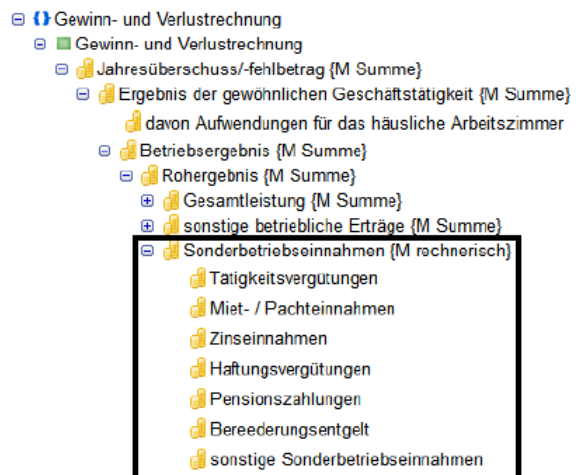 Gewinn- und Verlustrechnung
Gewinn- und Verlustrechnung
Jahresüberschuss/-fehlbetrag {M Summe}
Ergebnis der gewöhnlichen Geschäftstätigkeit {M Summe}
davon Aufwendungen für das häusliche Arbeitszimmer
Betriebsergebnis {M Summe}
Rohergebnis {M Summe}
Gesamtleistung {M Summe}
sonstige betriebliche Erträge {M Summe}
Sonderbetriebseinnahmen {M rechnerisch}
Tätigkeitsvergütungen
Miet- / Pachteinnahmen
Zinseinnahmen
Haftungsvergütungen
Pensionszahlungen
Bereederungsentgelt
sonstige Sonderbetriebseinnahmen